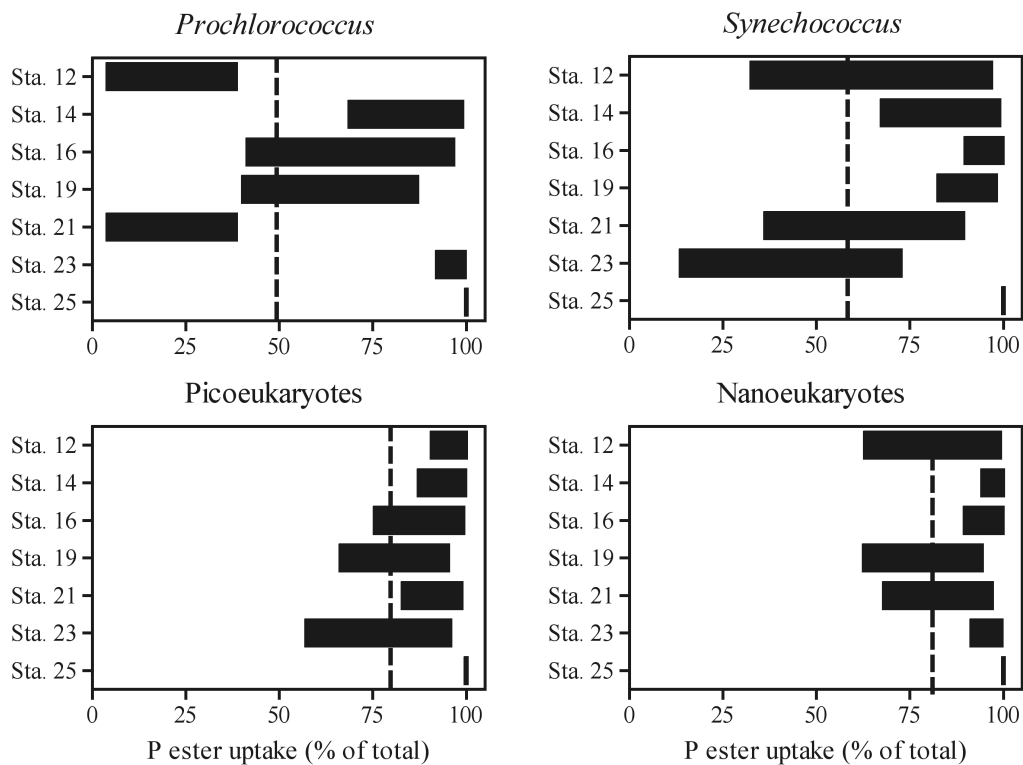 Prochlorococcus
Sta. 12
Sta. 14
Sta. 16
Sta. 19
Sta. 21
Sta. 23
Sta. 25
0 25 50 75 100
Synechococcus
Sta. 12
Sta. 14
Sta. 16
Sta. 19
Sta. 21
Sta. 23
Sta. 25
0 25 50 75 100
Picoeukaryotes
Sta. 12
Sta. 14
Sta. 16
Sta. 19
Sta. 21
Sta. 23
Sta. 25
0 25 50 75 100
P ester uptake (% of total)
Nanoeukaryotes
Sta. 12
Sta. 14
Sta. 16
Sta. 19
Sta. 21
Sta. 23
Sta. 25
0 25 50 75 100
P ester uptake (% of total)